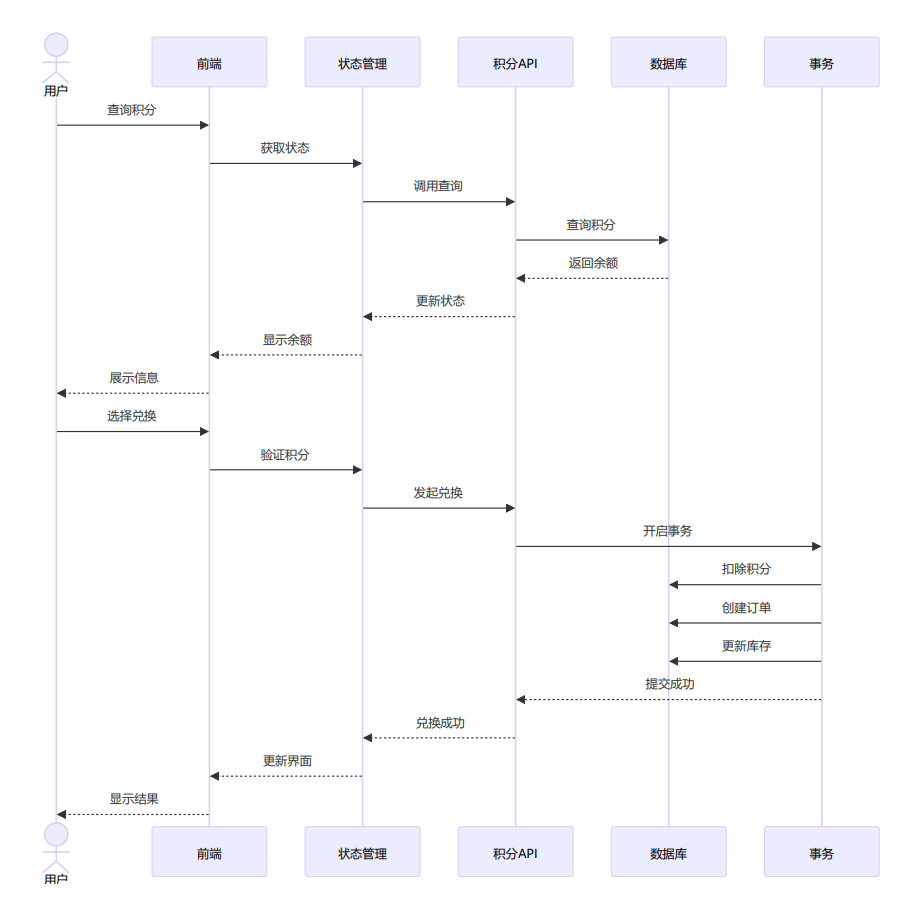 前端
状态管理
积分API
数据库
事务
用户
查询积分
获取状态
调用查询
查询积分
返回余额
更新状态
显示余额
展示信息
选择兑换
验证积分
发起兑换
开启事务
扣除积分
创建订单
更新库存
提交成功
兑换成功
更新界面
显示结果
前端
状态管理
积分API
数据库
事务
用户